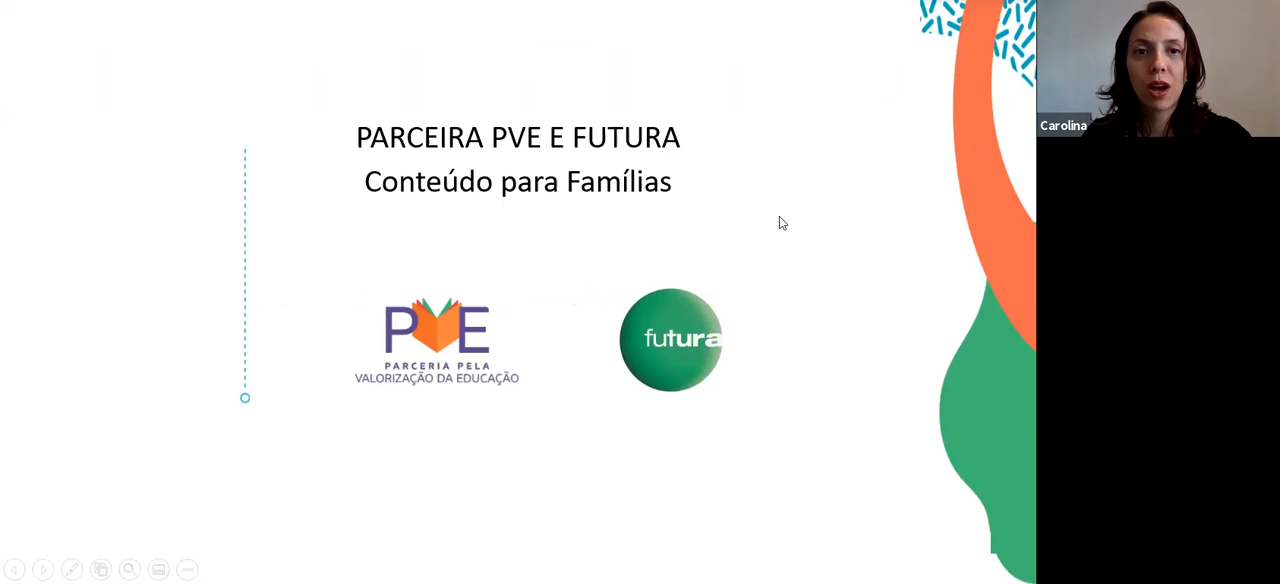 PARCEIRA PVE E FUTURA
Conteúdo para Famílias
PVE
PARCERIA PELA
VALORIZAÇÃO DA EDUCAÇÃO
futura
Carolina